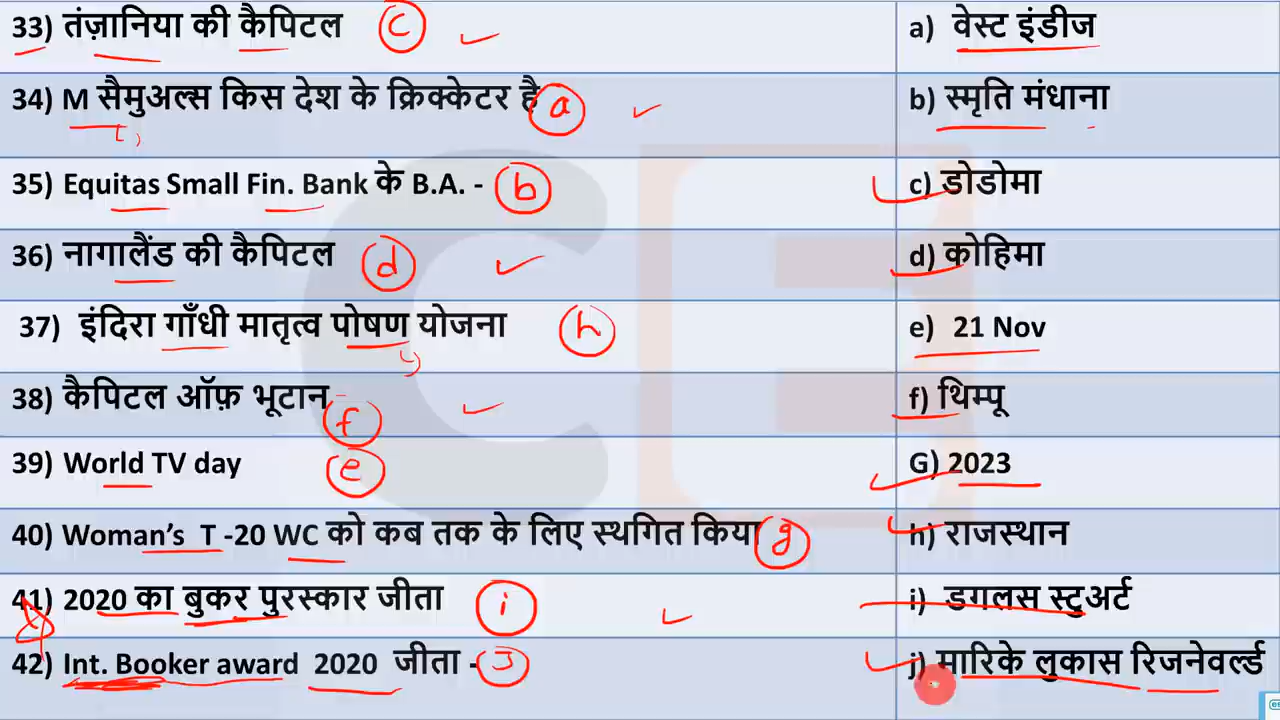 33) तंज़ानिया की कैपिटल c a) वेस्ट इंडीज
34) M सैमुअल्स किस देश के क्रिक्केटर है a b) स्मृति मंधाना
35) Equitas Small Fin. Bank के B.A. - b c) डोडोमा
36) नागालैंड की कैपिटल d d) कोहिमा
37) इंदिरा गाँधी मातृत्व पोषण योजना h e) 21 Nov
38) कैपिटल ऑफ़ भूटान f f) थिम्पू
39) World TV day e G) 2023
40) Woman's T -20 WC को कब तक के लिए स्थगित किया g h) राजस्थान
41) 2020 का बुकर पुरस्कार जीता i i) डगलस स्टुअर्ट
42) Int. Booker award 2020 जीता - J j) मारिके लुकास रिजनेवर्ल्ड